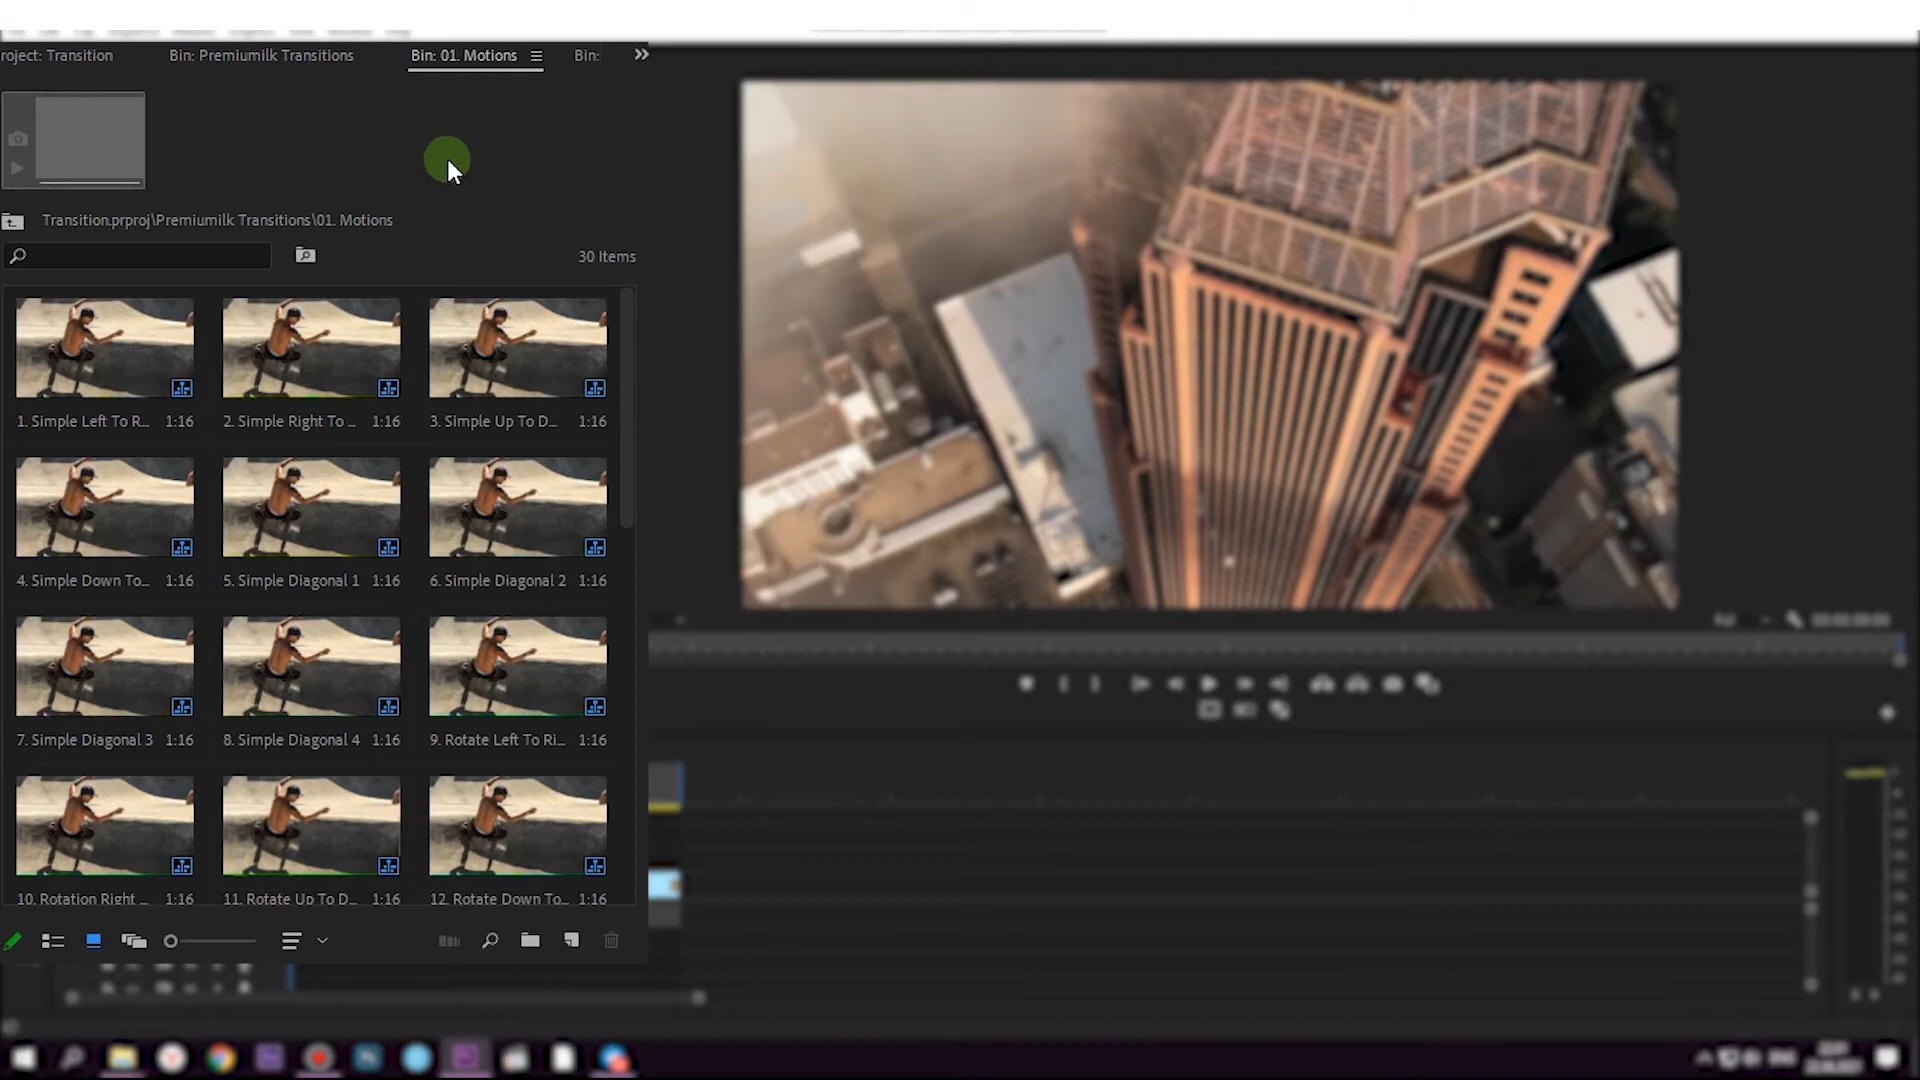 roject: Transition
Bin: Premiumilk Transitions
Bin: 01. Motions
Bin:
Transition.prproj\Premiumilk Transitions\01. Motions
30 Items
1. Simple Left To R... 1:16
2. Simple Right To ... 1:16
3. Simple Up To D... 1:16
4. Simple Down To... 1:16
5. Simple Diagonal 1 1:16
6. Simple Diagonal 2 1:16
7. Simple Diagonal 3 1:16
8. Simple Diagonal 4 1:16
9. Rotate Left To Ri... 1:16
10. Rotation Right ... 1:16
11. Rotate Up To D... 1:16
12. Rotate Down To... 1:16
ENG